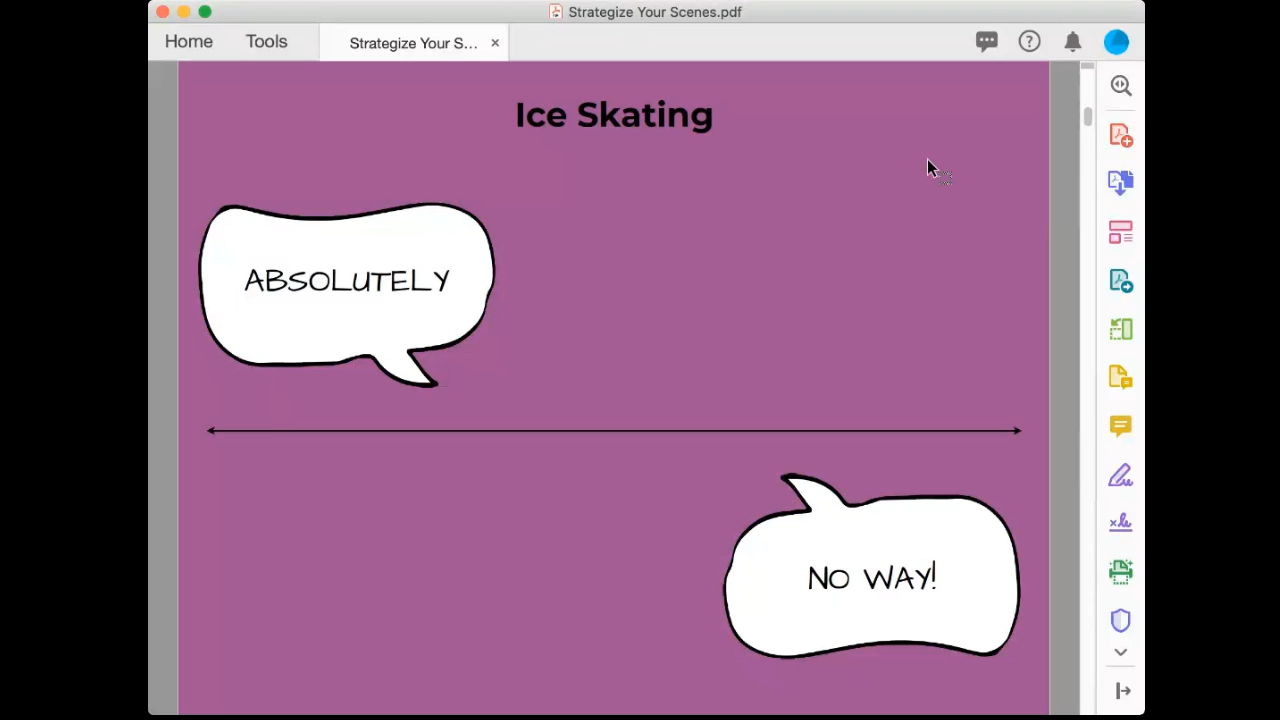 Strategize Your Scenes.pdf
Home Tools Strategize Your S... ×
Ice Skating
ABSOLUTELY
NO WAY!